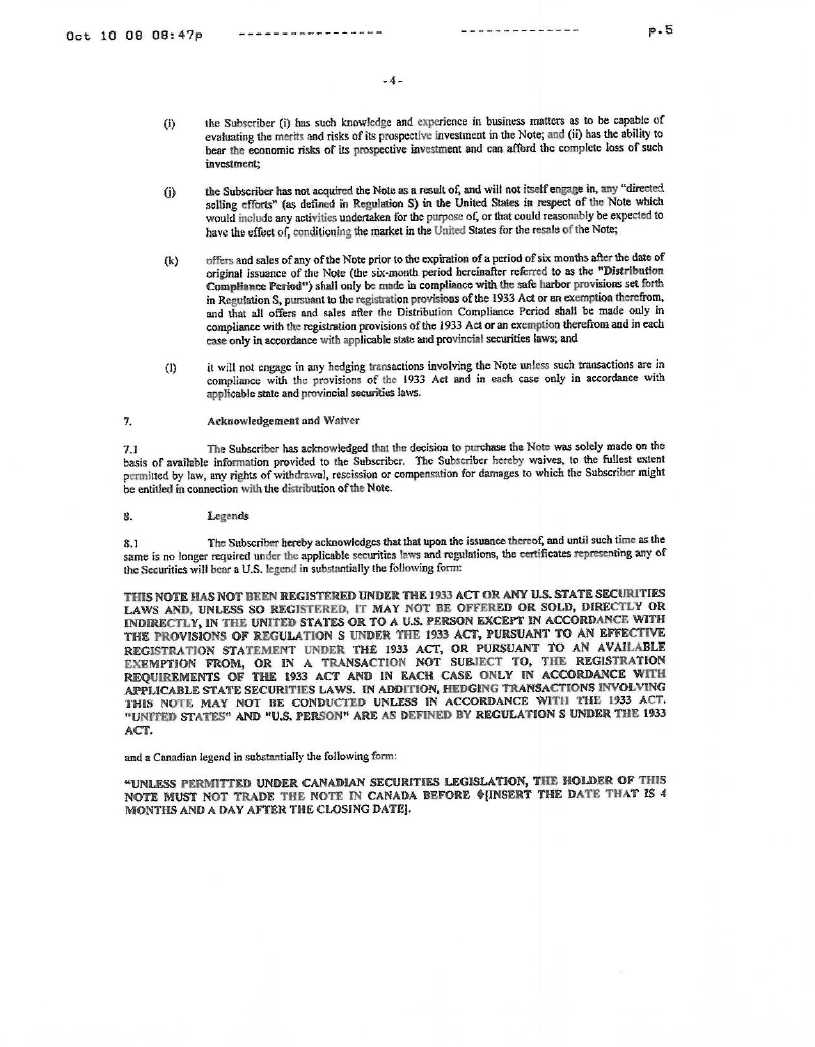 Oct 10 08 08:47p ------------------ -------------- p.5
- 4 -
(i) the Subscriber (i) has such knowledge and experience in business matters as to be capable of
evaluating the merits and risks of its prospective investment in the Note; and (ii) has the ability to
bear the economic risks of its prospective investment and can afford the complete loss of such
investment;
(j) the Subscriber has not acquired the Note as a result of, and will not itself engage in, any "directed
selling efforts" (as defined in Regulation S) in the United States in respect of the Note which
would include any activities undertaken for the purpose of, or that could reasonably be expected to
have the effect of, conditioning the market in the United States for the resale of the Note;
(k) offers and sales of any of the Note prior to the expiration of a period of six months after the date of
original issuance of the Note (the six-month period hereinafter referred to as the "Distribution
Compliance Period") shall only be made in compliance with the safe harbor provisions set forth
in Regulation S, pursuant to the registration provisions of the 1933 Act or an exemption therefrom,
and that all offers and sales after the Distribution Compliance Period shall be made only in
compliance with the registration provisions of the 1933 Act or an exemption therefrom and in each
case only in accordance with applicable state and provincial securities laws; and
(l) it will not engage in any hedging transactions involving the Note unless such transactions are in
compliance with the provisions of the 1933 Act and in each case only in accordance with
applicable state and provincial securities laws.
7. Acknowledgement and Waiver
7.1 The Subscriber has acknowledged that the decision to purchase the Note was solely made on the
basis of available information provided to the Subscriber. The Subscriber hereby waives, to the fullest extent
permitted by law, any rights of withdrawal, rescission or compensation for damages to which the Subscriber might
be entitled in connection with the distribution of the Note.
8. Legends
8.1 The Subscriber hereby acknowledges that that upon the issuance thereof, and until such time as the
same is no longer required under the applicable securities laws and regulations, the certificates representing any of
the Securities will bear a U.S. legend in substantially the following form:
THIS NOTE HAS NOT BEEN REGISTERED UNDER THE 1933 ACT OR ANY U.S. STATE SECURITIES
LAWS AND, UNLESS SO REGISTERED, IT MAY NOT BE OFFERED OR SOLD, DIRECTLY OR
INDIRECTLY, IN THE UNITED STATES OR TO A U.S. PERSON EXCEPT IN ACCORDANCE WITH
THE PROVISIONS OF REGULATION S UNDER THE 1933 ACT, PURSUANT TO AN EFFECTIVE
REGISTRATION STATEMENT UNDER THE 1933 ACT, OR PURSUANT TO AN AVAILABLE
EXEMPTION FROM, OR IN A TRANSACTION NOT SUBJECT TO, THE REGISTRATION
REQUIREMENTS OF THE 1933 ACT AND IN EACH CASE ONLY IN ACCORDANCE WITH
APPLICABLE STATE SECURITIES LAWS. IN ADDITION, HEDGING TRANSACTIONS INVOLVING
THIS NOTE MAY NOT BE CONDUCTED UNLESS IN ACCORDANCE WITH THE 1933 ACT.
"UNITED STATES" AND "U.S. PERSON" ARE AS DEFINED BY REGULATION S UNDER THE 1933
ACT.
and a Canadian legend in substantially the following form:
"UNLESS PERMITTED UNDER CANADIAN SECURITIES LEGISLATION, THE HOLDER OF THIS
NOTE MUST NOT TRADE THE NOTE IN CANADA BEFORE ♦[INSERT THE DATE THAT IS 4
MONTHS AND A DAY AFTER THE CLOSING DATE].